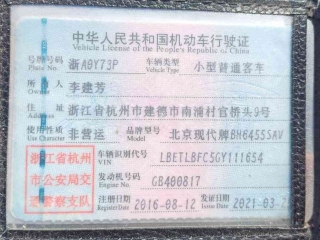 中华人民共和国机动车行驶证
Vehicle License of the People's Republic of China
号牌号码 浙A9Y73P 车辆类型 小型普通客车
Plate No. Vehicle Type
所有人 李建芳
Owner
住址 浙江省杭州市建德市南浦村官桥头9号
Address
使用性质 非营运 品牌型号 北京现代牌BH6455SAV
Use Character Model
浙江省杭州市公安局交通警察支队
车辆识别代号 LBETLBFC5GY111654
VIN
发动机号码 GB400817
Engine No.
注册日期 2016-08-12 发证日期 2021-03-2
Register Date Issue Date